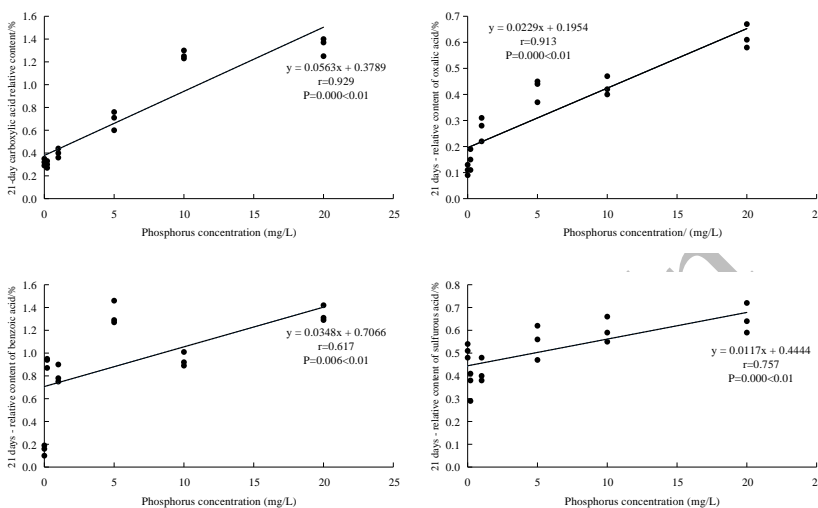 21-day carboxylic acid relative content/%
1.6
1.4
1.2
1.0
0.8
0.6
0.4
0.2
0.0
y = 0.0563x + 0.3789
r=0.929
P=0.000<0.01
0 5 10 15 20 25
Phosphorus concentration (mg/L)
21 days - relative content of oxalic acid/%
0.7
0.6
0.5
0.4
0.3
0.2
0.1
0.0
y = 0.0229x + 0.1954
r=0.913
P=0.000<0.01
0 5 10 15 20 2
Phosphorus concentration/ (mg/L)
21 days - relative content of benzoic acid/%
1.6
1.4
1.2
1.0
0.8
0.6
0.4
0.2
0.0
y = 0.0348x + 0.7066
r=0.617
P=0.006<0.01
0 5 10 15 20 25
Phosphorus concentration (mg/L)
21 days - relative content of sulfurous acid/%
0.8
0.7
0.6
0.5
0.4
0.3
0.2
0.1
0.0
y = 0.0117x + 0.4444
r=0.757
P=0.000<0.01
0 5 10 15 20 2
Phosphorus concentration (mg/L)